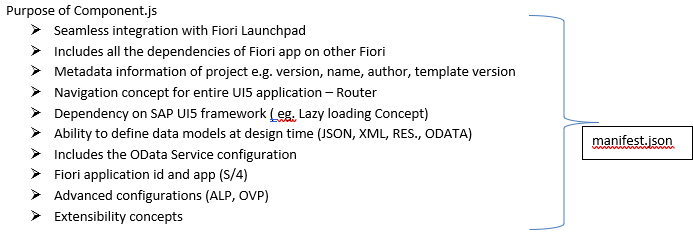 Purpose of Component.js
➢ Seamless integration with Fiori Launchpad
➢ Includes all the dependencies of Fiori app on other Fiori
➢ Metadata information of project e.g. version, name, author, template version
➢ Navigation concept for entire UI5 application – Router
➢ Dependency on SAP UI5 framework ( eg. Lazy loading Concept)
➢ Ability to define data models at design time (JSON, XML, RES., ODATA)
➢ Includes the OData Service configuration
➢ Fiori application id and app (S/4)
➢ Advanced configurations (ALP, OVP)
➢ Extensibility concepts
manifest.json